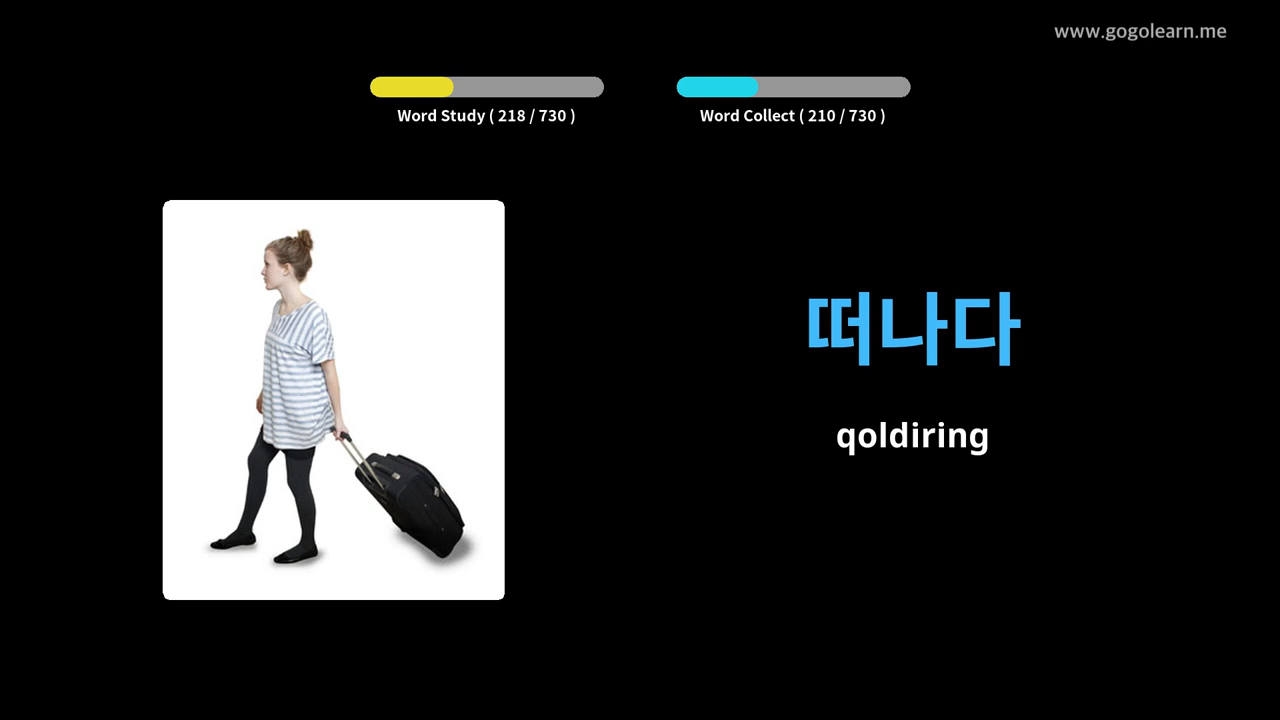 www.gogolearn.me
Word Study ( 218 / 730 )
Word Collect ( 210 / 730 )
떠나다
qoldiring